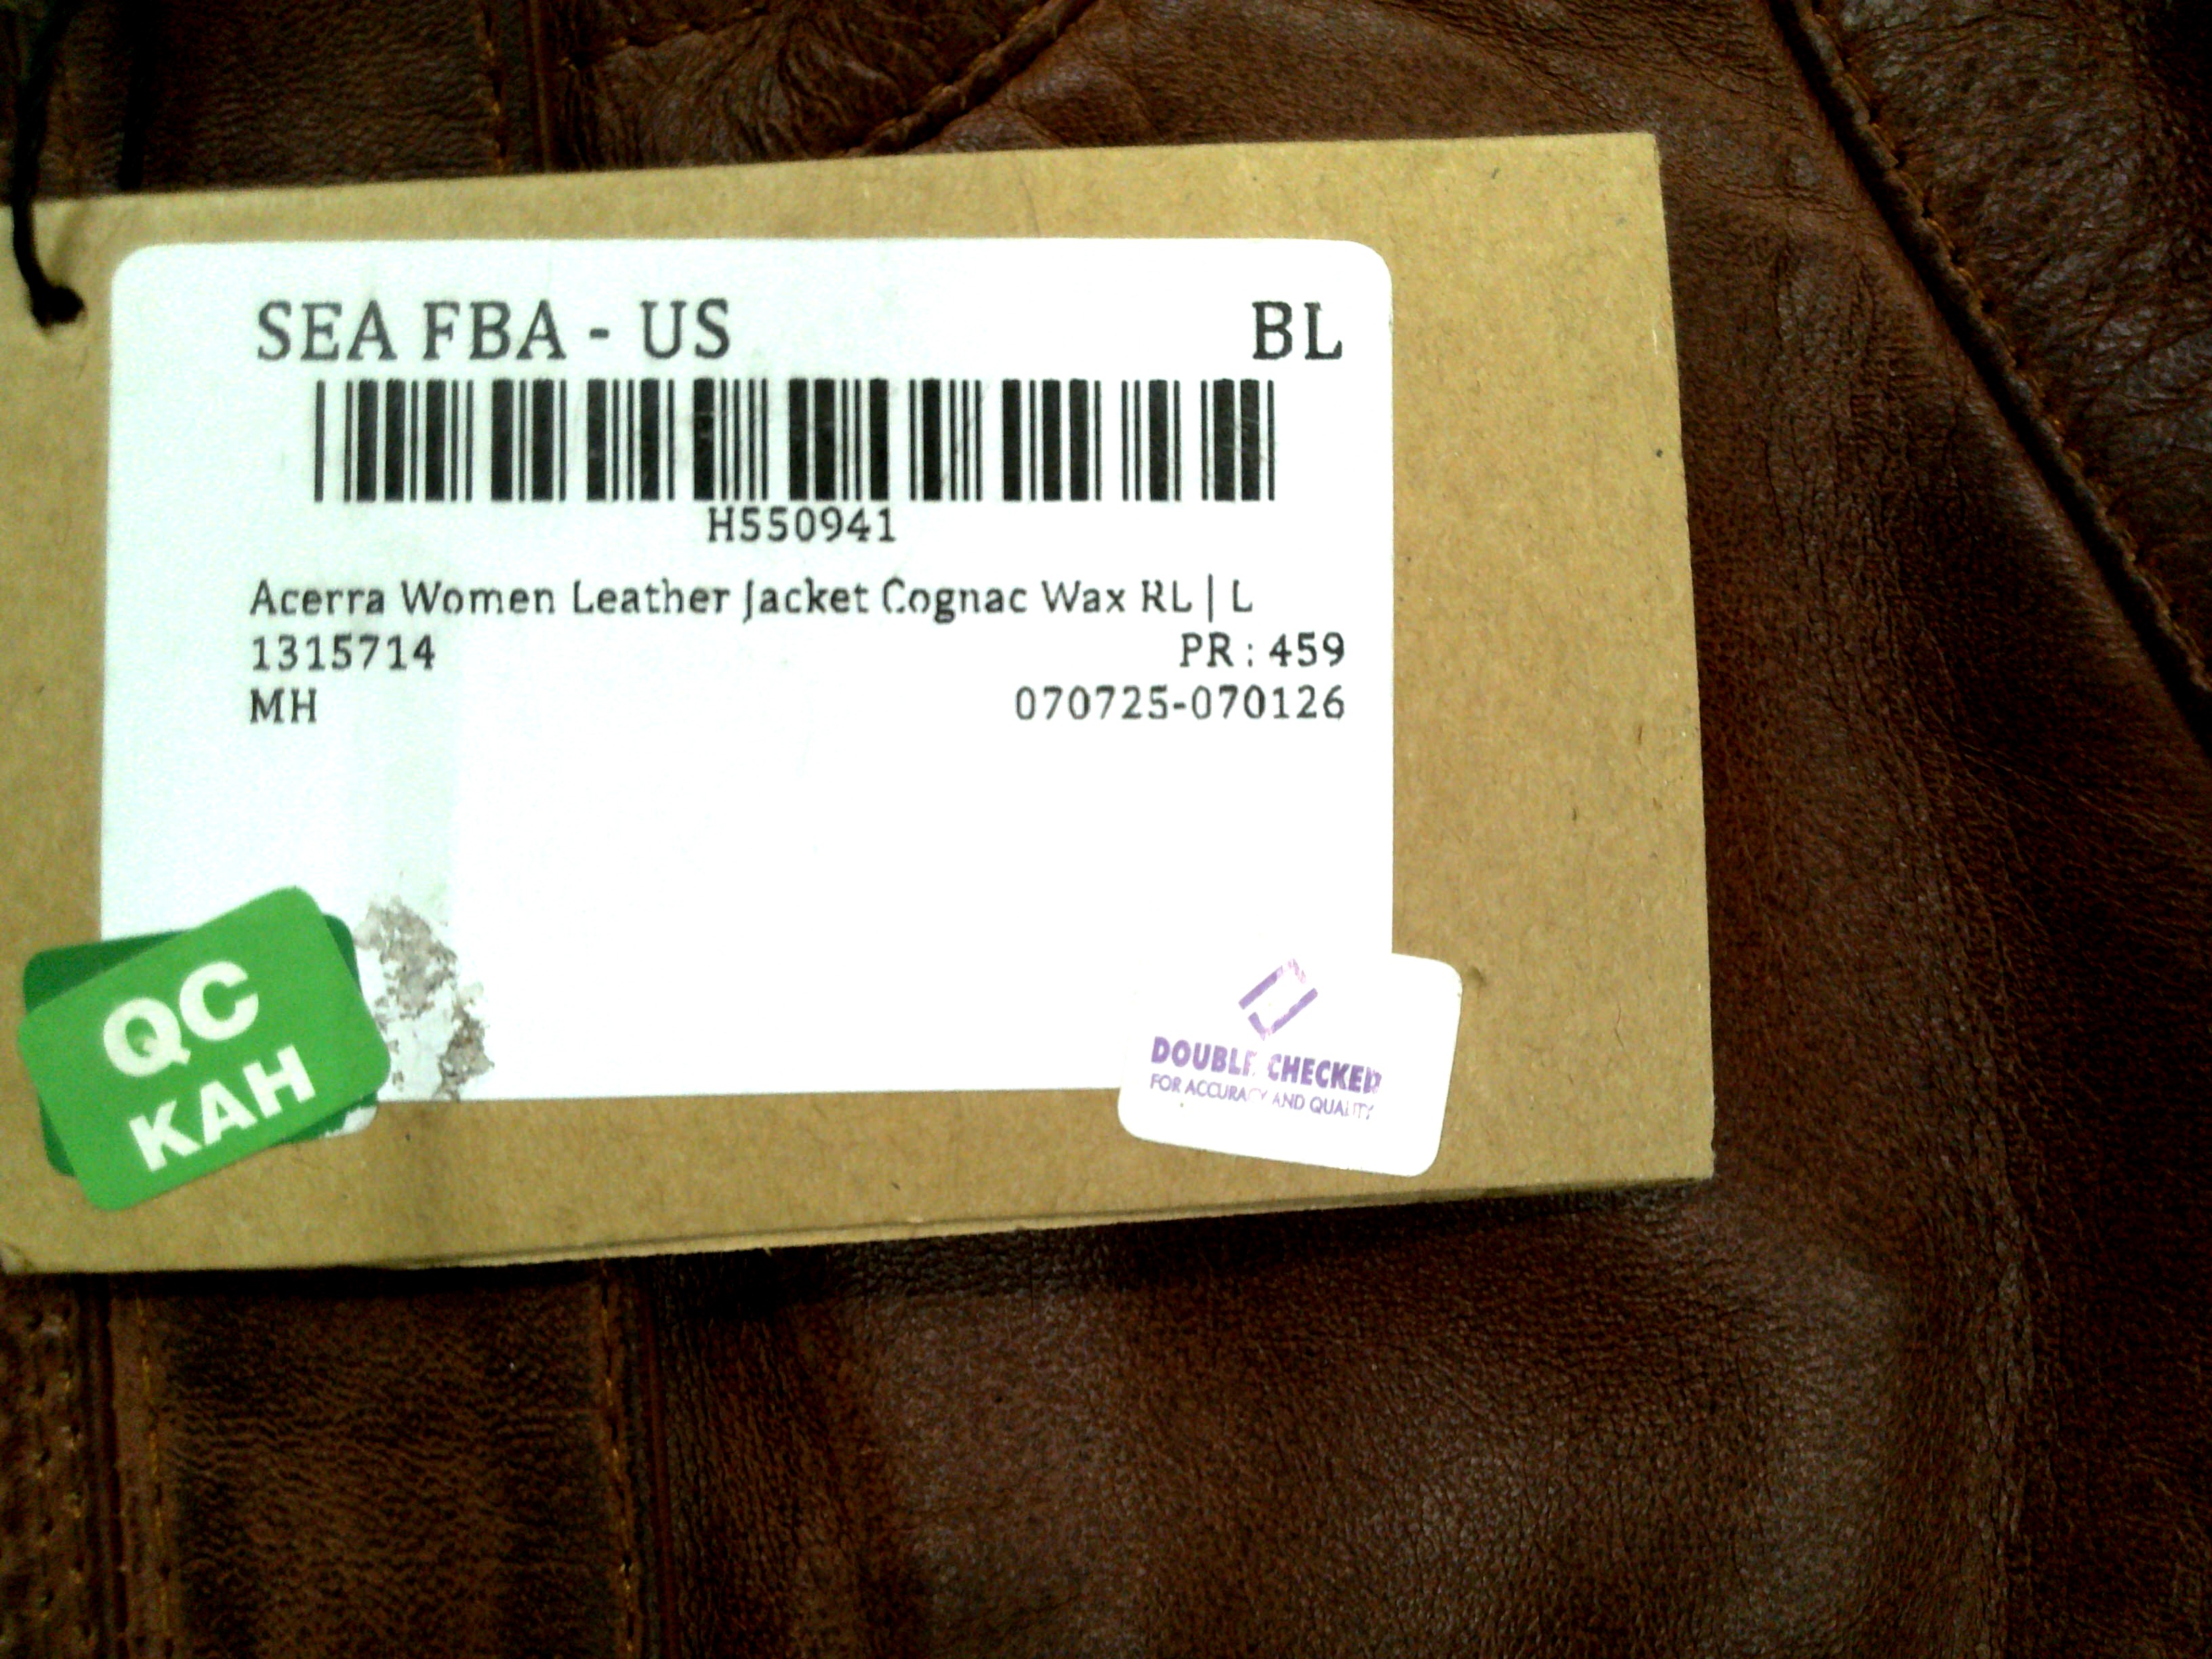 SEA FBA - US BL
H550941
Acerra Women Leather Jacket Cognac Wax RL | L
1315714 PR : 459
MH 070725-070126
QC
KAH
DOUBLE CHECKED
FOR ACCURACY AND QUALITY